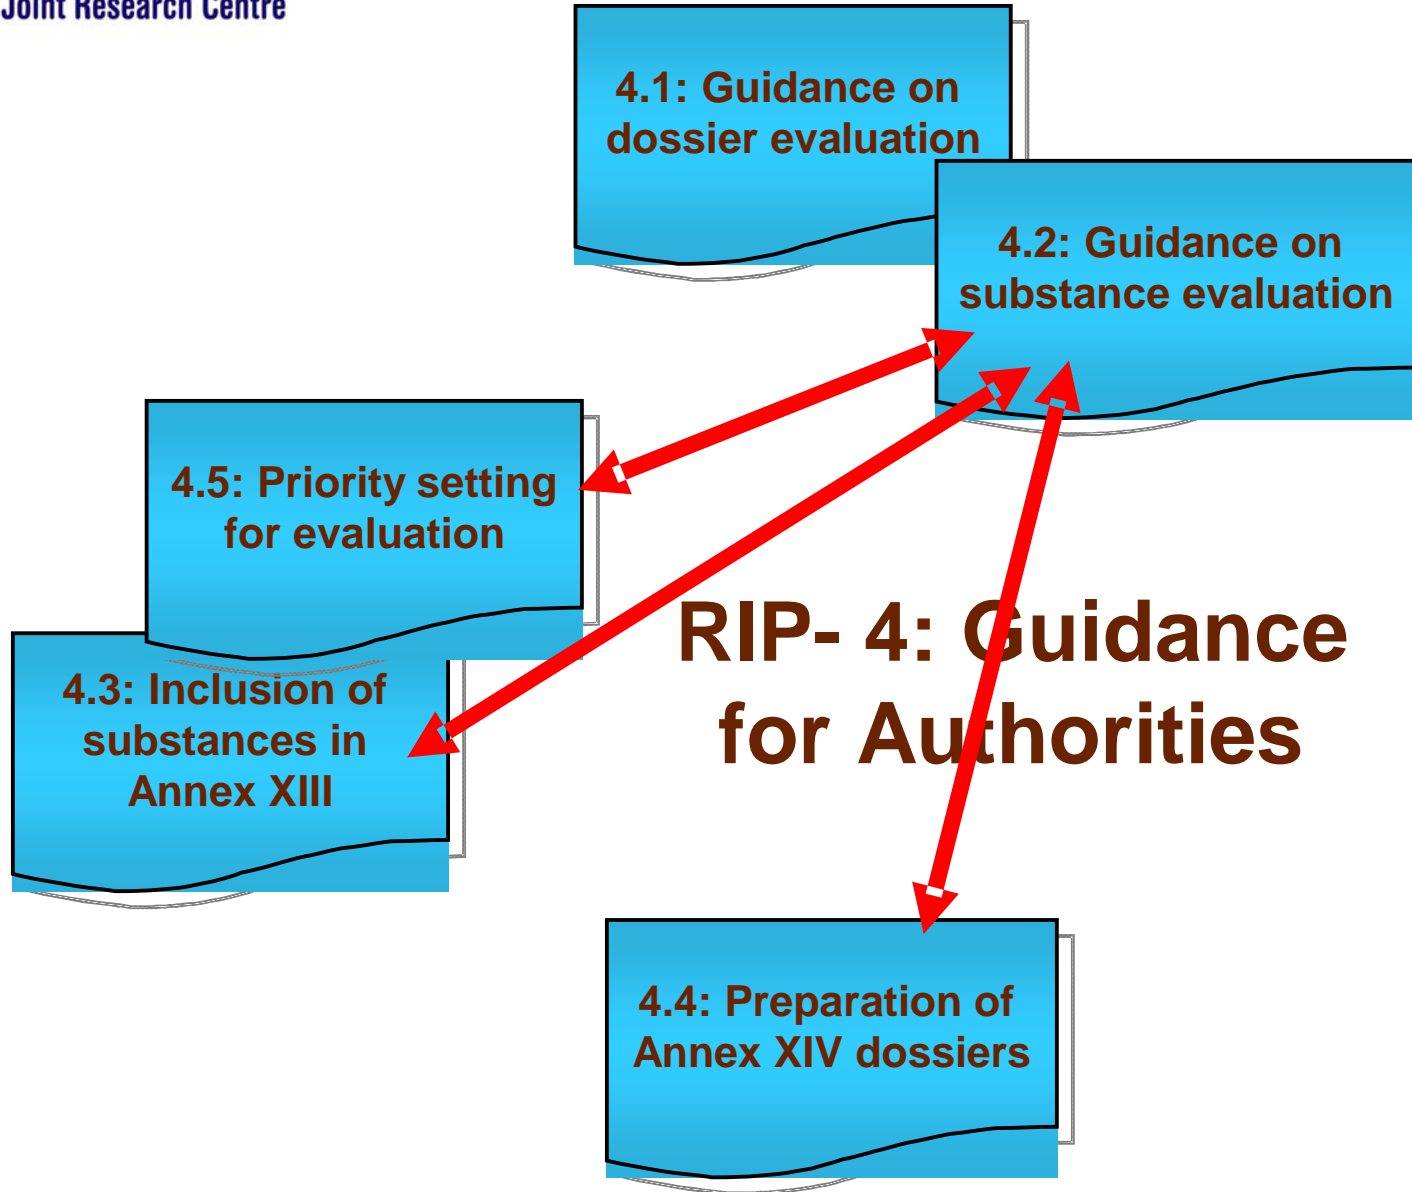 Joint Research Centre
4.1: Guidance on
dossier evaluation
4.2: Guidance on
substance evaluation
4.5: Priority setting
for evaluation
RIP- 4: Guidance
for Authorities
4.3: Inclusion of
substances in
Annex XIII
4.4: Preparation of
Annex XIV dossiers